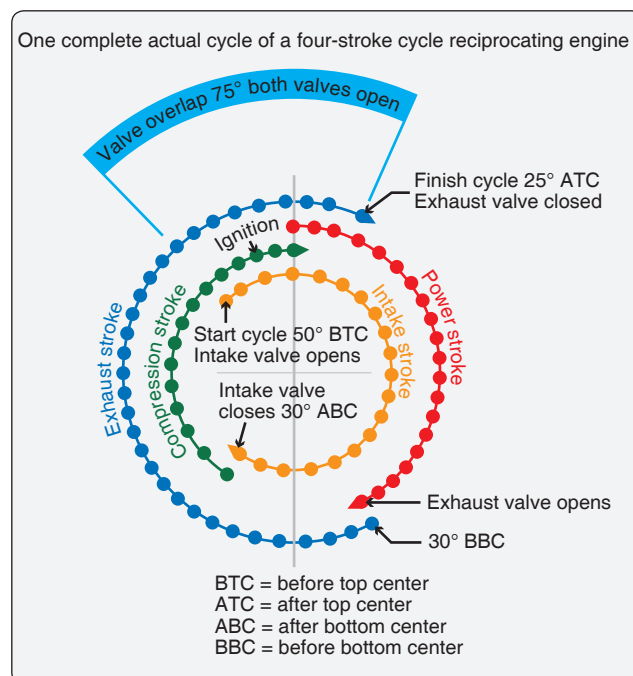 One complete actual cycle of a four-stroke cycle reciprocating engine
Valve overlap 75° both valves open
Finish cycle 25° ATC
Exhaust valve closed
Ignition
Power stroke
Intake stroke
Compression stroke
Exhaust stroke
Start cycle 50° BTC
Intake valve opens
Intake valve
closes 30° ABC
Exhaust valve opens
30° BBC
BTC = before top center
ATC = after top center
ABC = after bottom center
BBC = before bottom center